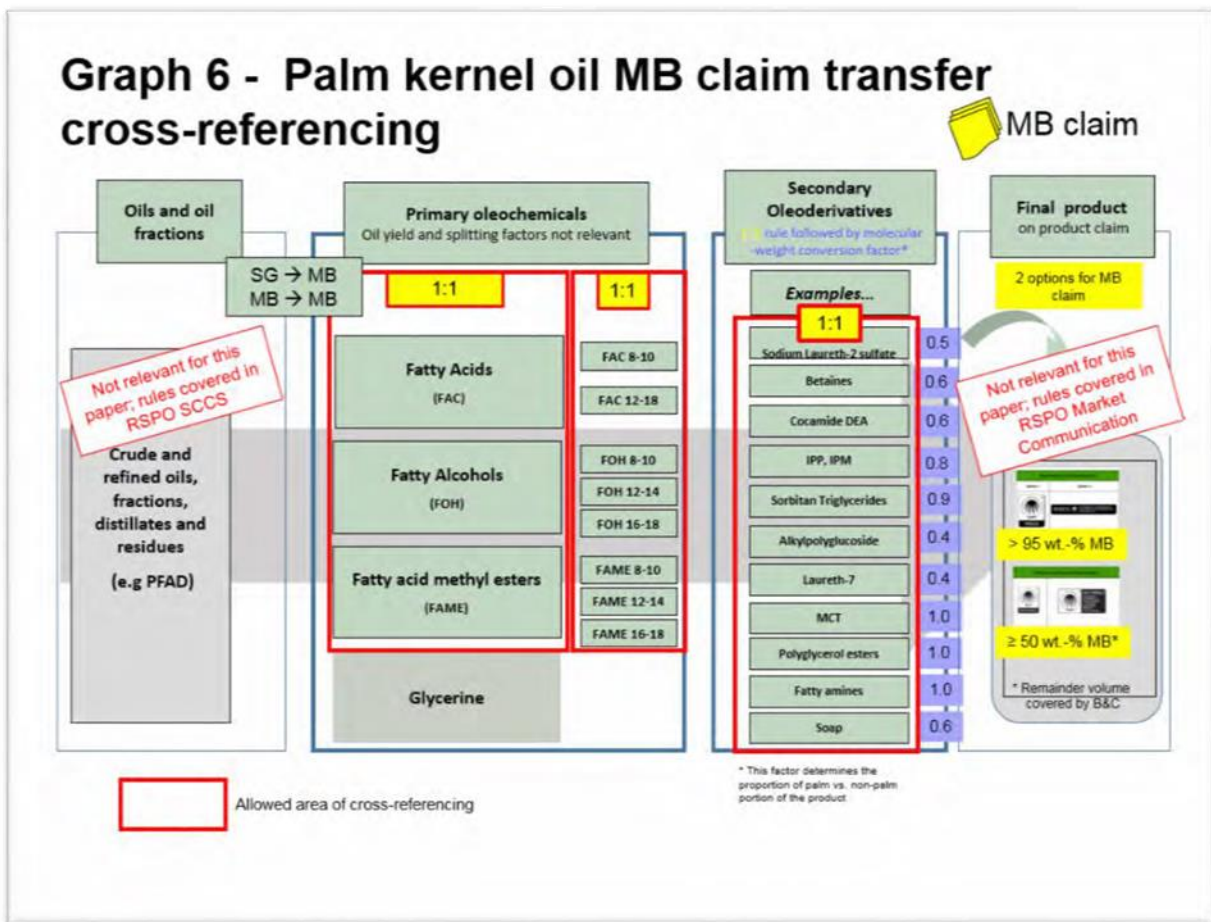 Graph 6 - Palm kernel oil MB claim transfer
cross-referencing
MB claim
Oils and oil
fractions
Primary oleochemicals
Oil yield and splitting factors not relevant
Secondary
Oleoderivatives
1:1 rule followed by molecular
-weight conversion factor*
Final product
on product claim
SG → MB
MB → MB
1:1
1:1
Examples...
1:1
2 options for MB
claim
Not relevant for this
paper; rules covered in
RSPO SCCS
Crude and
refined oils,
fractions,
distillates and
residues
(e.g PFAD)
Fatty Acids
(FAC)
Fatty Alcohols
(FOH)
Fatty acid methyl esters
(FAME)
Glycerine
FAC 8-10
FAC 12-18
FOH 8-10
FOH 12-14
FOH 16-18
FAME 8-10
FAME 12-14
FAME 16-18
Sodium Laureth-2 sulfate 0.5
Betaines 0.6
Cocamide DEA 0.6
IPP, IPM 0.8
Sorbitan Triglycerides 0.9
Alkylpolyglucoside 0.4
Laureth-7 0.4
MCT 1.0
Polyglycerol esters 1.0
Fatty amines 1.0
Soap 0.6
Not relevant for this
paper; rules covered in
RSPO Market
Communication
> 95 wt.-% MB
≥ 50 wt.-% MB*
* Remainder volume
covered by B&C
* This factor determines the
proportion of palm vs. non-palm
portion of the product
Allowed area of cross-referencing